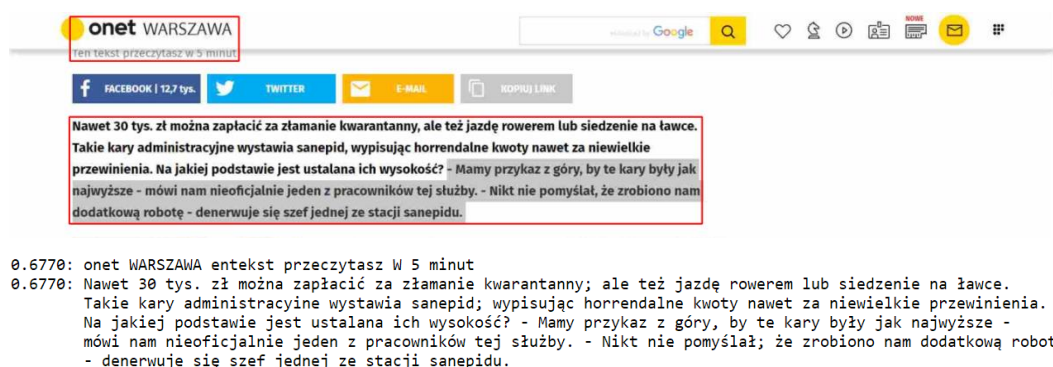 onet WARSZAWA
Google
NOWE
Ten tekst przeczytasz w 5 minut
f FACEBOOK | 12,7 tys.
TWITTER
E-MAIL
KOPIUJ LINK
Nawet 30 tys. zł można zapłacić za złamanie kwarantanny, ale też jazdę rowerem lub siedzenie na ławce.
Takie kary administracyjne wystawia sanepid, wypisując horrendalne kwoty nawet za niewielkie
przewinienia. Na jakiej podstawie jest ustalana ich wysokość? - Mamy przykaz z góry, by te kary były jak
najwyższe - mówi nam nieoficjalnie jeden z pracowników tej służby. - Nikt nie pomyślał, że zrobiono nam
dodatkową robotę - denerwuje się szef jednej ze stacji sanepidu.
0.6770: onet WARSZAWA entekst przeczytasz W 5 minut
0.6770: Nawet 30 tys. zł można zapłacić za złamanie kwarantanny; ale też jazdę rowerem lub siedzenie na ławce.
Takie kary administracyine wystawia sanepid; wypisując horrendalne kwoty nawet za niewielkie przewinienia.
Na jakiej podstawie jest ustalana ich wysokość? - Mamy przykaz z góry, by te kary były jak najwyższe -
mówi nam nieoficjalnie jeden z pracowników tej służby. - Nikt nie pomyślał; że zrobiono nam dodatkową robot
- denerwuje się szef jednej ze stacji sanepidu.